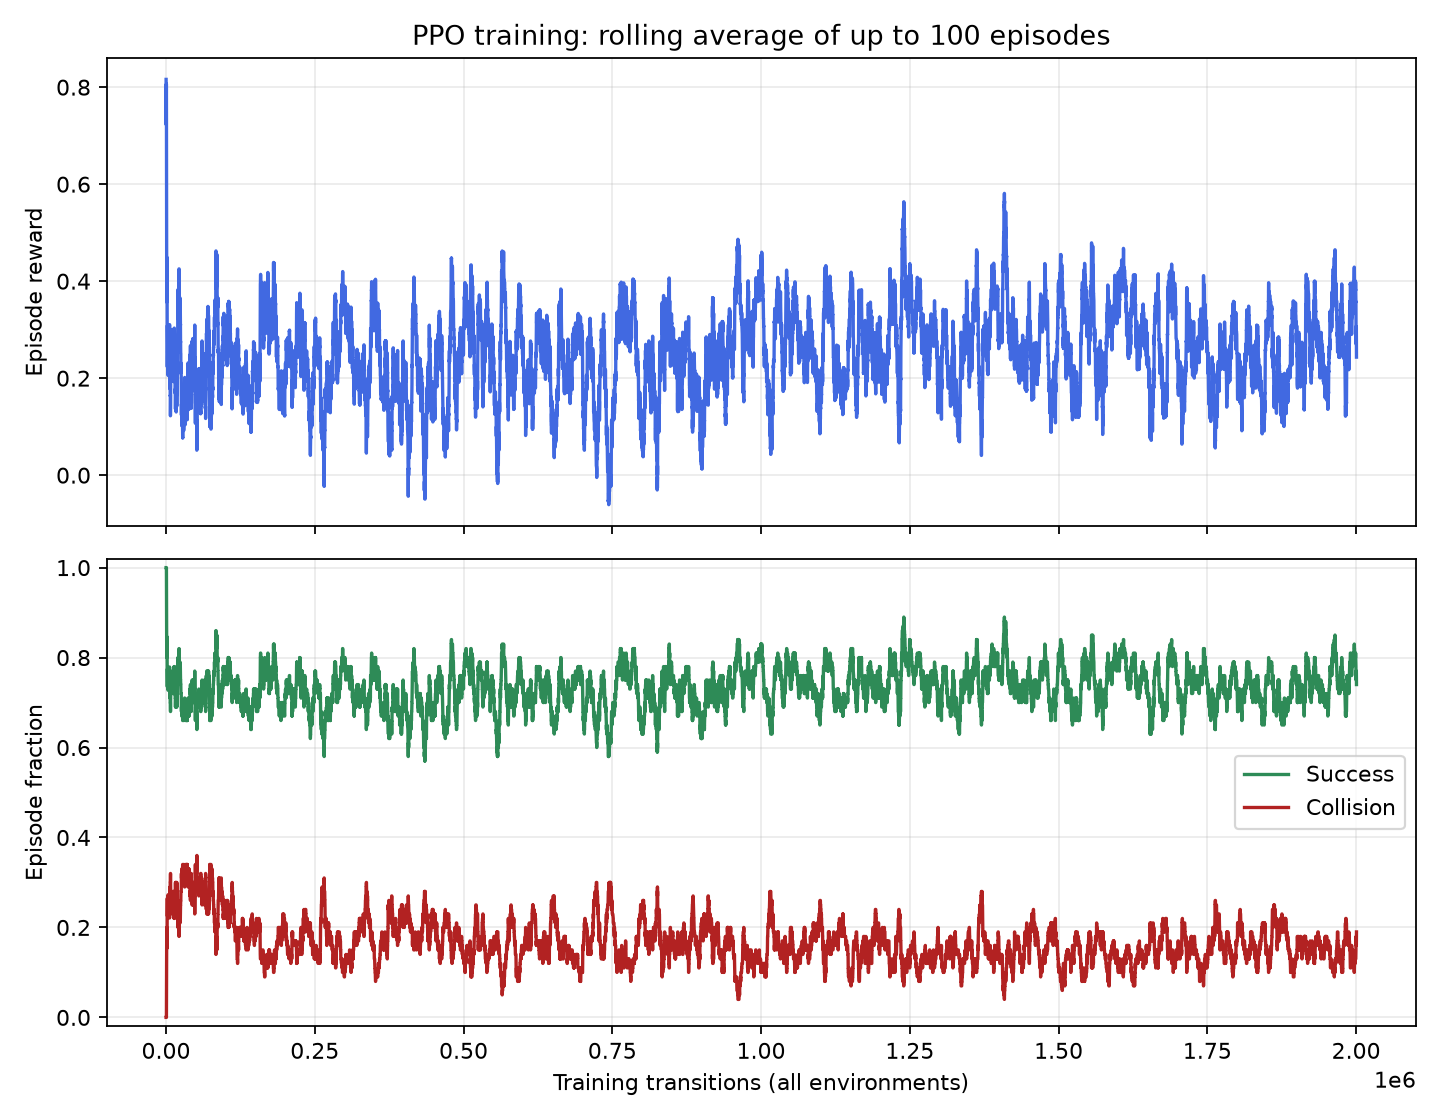 PPO training: rolling average of up to 100 episodes
Episode reward
0.8
0.6
0.4
0.2
0.0
Episode fraction
1.0
0.8
0.6
0.4
0.2
0.0
Success
Collision
0.00 0.25 0.50 0.75 1.00 1.25 1.50 1.75 2.00
1e6
Training transitions (all environments)